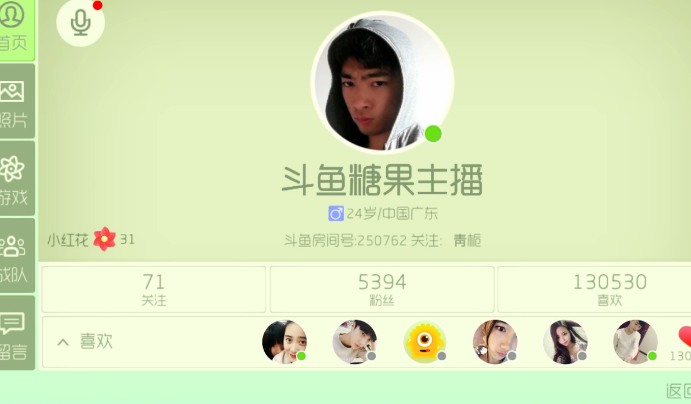 首页
照片
游戏
战队
留言
斗鱼糖果主播
24岁/中国广东
小红花 31
斗鱼房间号:250762 关注: 青栀
71
关注
5394
粉丝
130530
喜欢
喜欢
130
返回